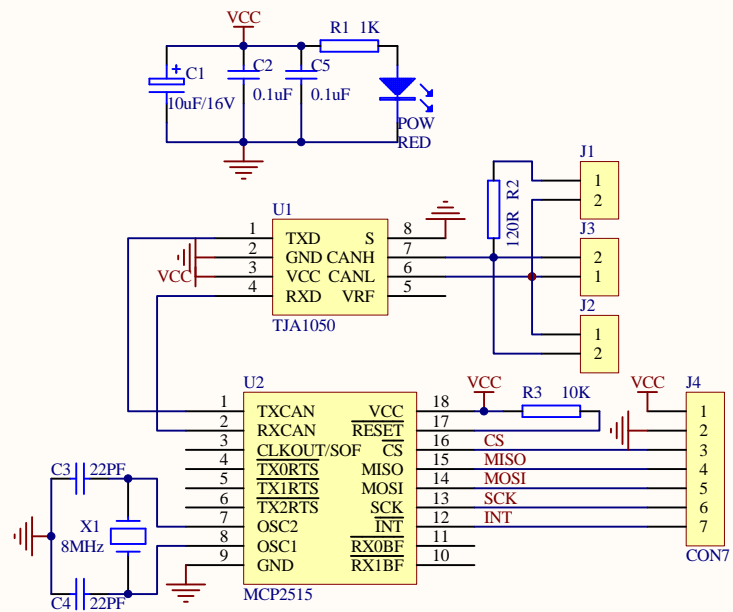 VCC
R1 1K
C1
10uF/16V
C2
0.1uF
C5
0.1uF
POW
RED
J1
1
2
120R R2
J3
2
1
J2
1
2
U1
1 TXD S 8
2 GND CANH 7
VCC 3 VCC CANL 6
4 RXD VRF 5
TJA1050
U2
1 TXCAN VCC 18
2 RXCAN RESET 17
3 CLKOUT/SOF CS 16
4 TX0RTS MISO 15
5 TX1RTS MOSI 14
6 TX2RTS SCK 13
7 OSC2 INT 12
8 OSC1 RX0BF 11
9 GND RX1BF 10
MCP2515
VCC
R3 10K
CS
MISO
MOSI
SCK
INT
VCC
J4
1
2
3
4
5
6
7
CON7
C3 22PF
X1
8MHz
C4 22PF